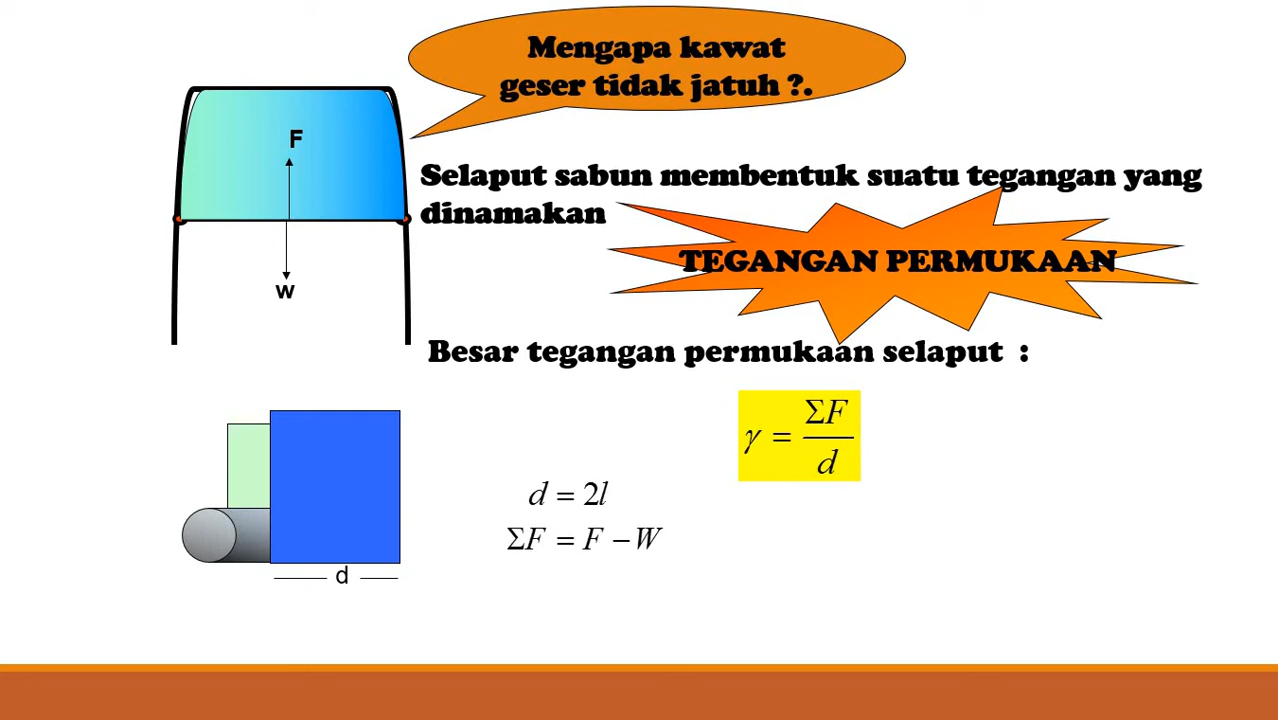 Mengapa kawat
geser tidak jatuh ?.
F
Selaput sabun membentuk suatu tegangan yang
dinamakan
TEGANGAN PERMUKAAN
w
Besar tegangan permukaan selaput :
γ = ΣF / d
d = 2l
ΣF = F − W
d